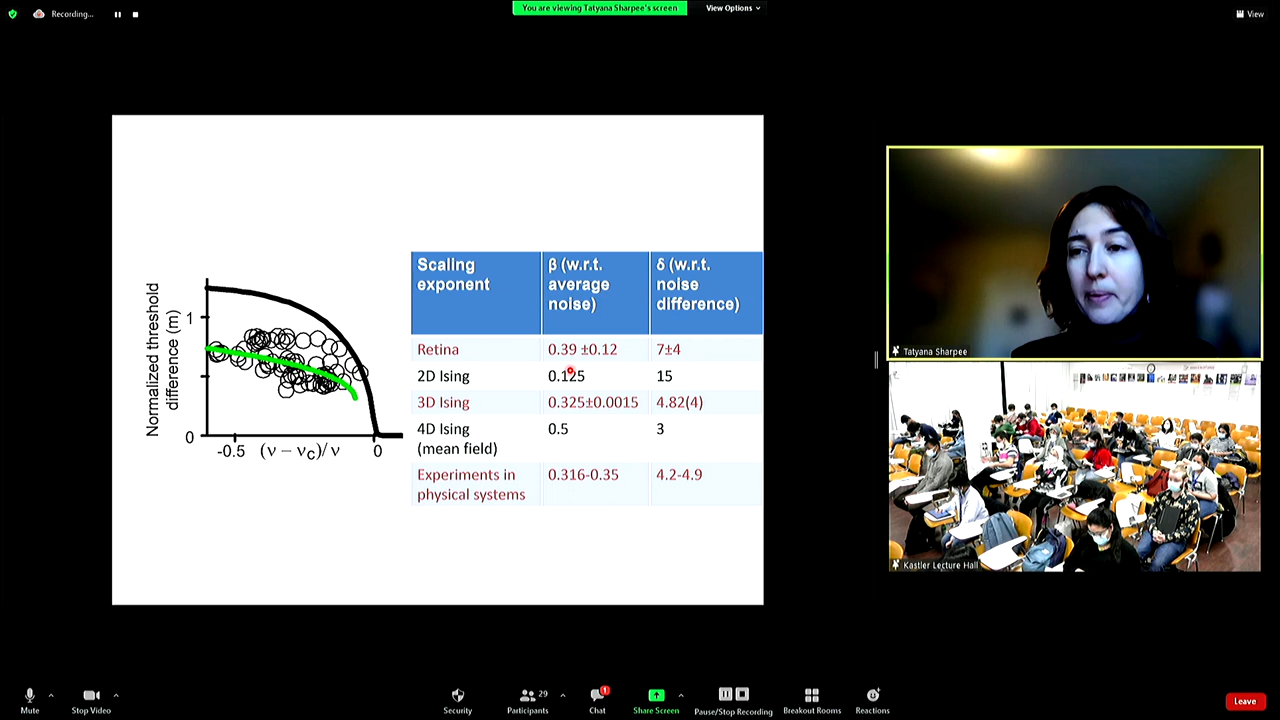 Recording...
You are viewing Tatyana Sharpee's screen
View Options
View
Normalized threshold
difference (m)
1
0
-0.5
(ν − νc)/ ν
0
Scaling exponent
β (w.r.t. average noise)
δ (w.r.t. noise difference)
Retina
0.39 ±0.12
7±4
2D Ising
0.125
15
3D Ising
0.325±0.0015
4.82(4)
4D Ising (mean field)
0.5
3
Experiments in physical systems
0.316-0.35
4.2-4.9
Tatyana Sharpee
Kastler Lecture Hall
Mute
Stop Video
Security
Participants
29
Chat
1
Share Screen
Pause/Stop Recording
Breakout Rooms
Reactions
Leave